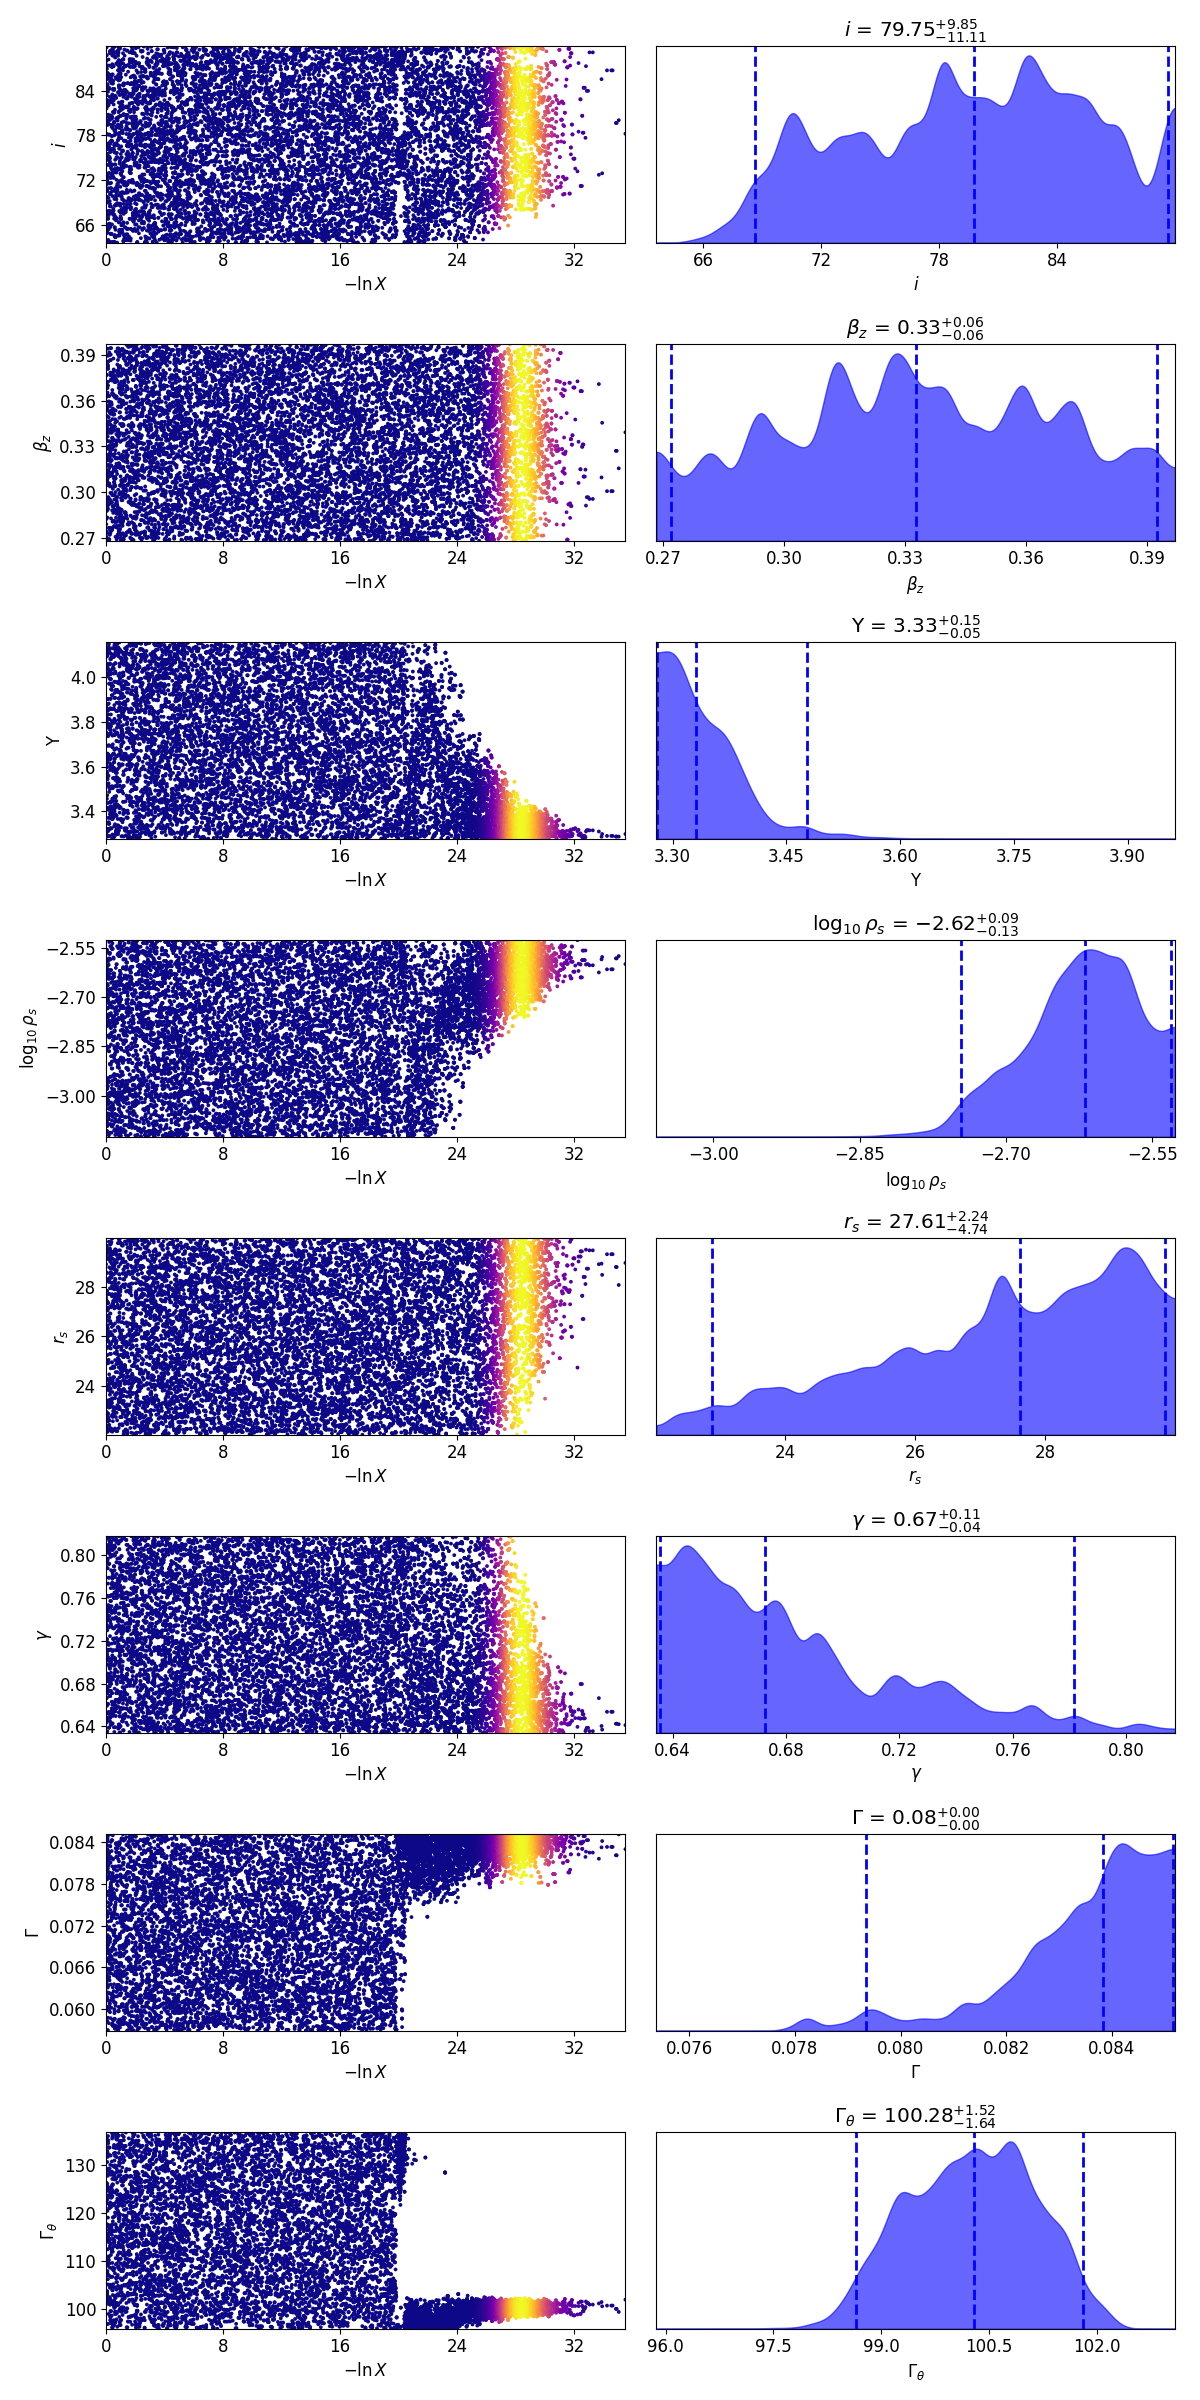 i = 79.75 +9.85 −11.11
84
78
72
66
i
0 8 16 24 32
−ln X
66 72 78 84
i
β_z = 0.33 +0.06 −0.06
0.39
0.36
0.33
0.30
0.27
β_z
0 8 16 24 32
−ln X
0.27 0.30 0.33 0.36 0.39
β_z
Υ = 3.33 +0.15 −0.05
4.0
3.8
3.6
3.4
Υ
0 8 16 24 32
−ln X
3.30 3.45 3.60 3.75 3.90
Υ
log₁₀ ρ_s = −2.62 +0.09 −0.13
−2.55
−2.70
−2.85
−3.00
log₁₀ ρ_s
0 8 16 24 32
−ln X
−3.00 −2.85 −2.70 −2.55
log₁₀ ρ_s
r_s = 27.61 +2.24 −4.74
28
26
24
r_s
0 8 16 24 32
−ln X
24 26 28
r_s
γ = 0.67 +0.11 −0.04
0.80
0.76
0.72
0.68
0.64
γ
0 8 16 24 32
−ln X
0.64 0.68 0.72 0.76 0.80
γ
Γ = 0.08 +0.00 −0.00
0.084
0.078
0.072
0.066
0.060
Γ
0 8 16 24 32
−ln X
0.076 0.078 0.080 0.082 0.084
Γ
Γ_θ = 100.28 +1.52 −1.64
130
120
110
100
Γ_θ
0 8 16 24 32
−ln X
96.0 97.5 99.0 100.5 102.0
Γ_θ